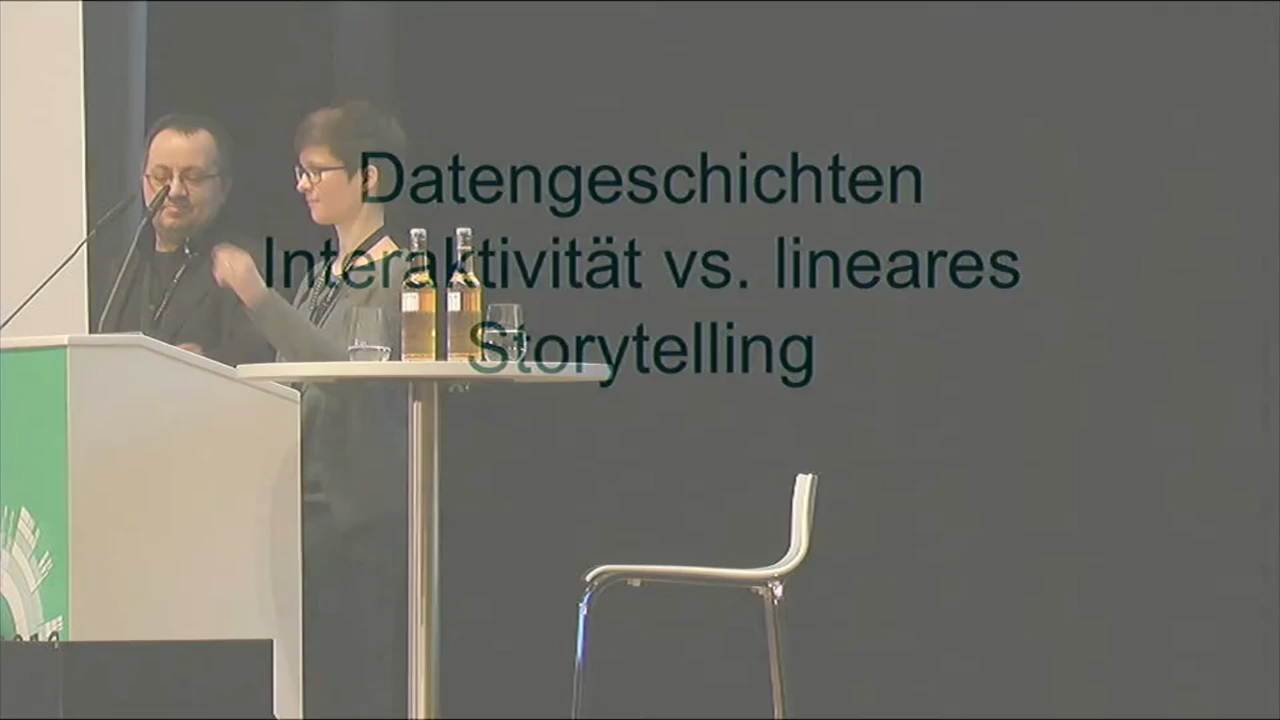 Datengeschichten
Interaktivität vs. lineares
Storytelling